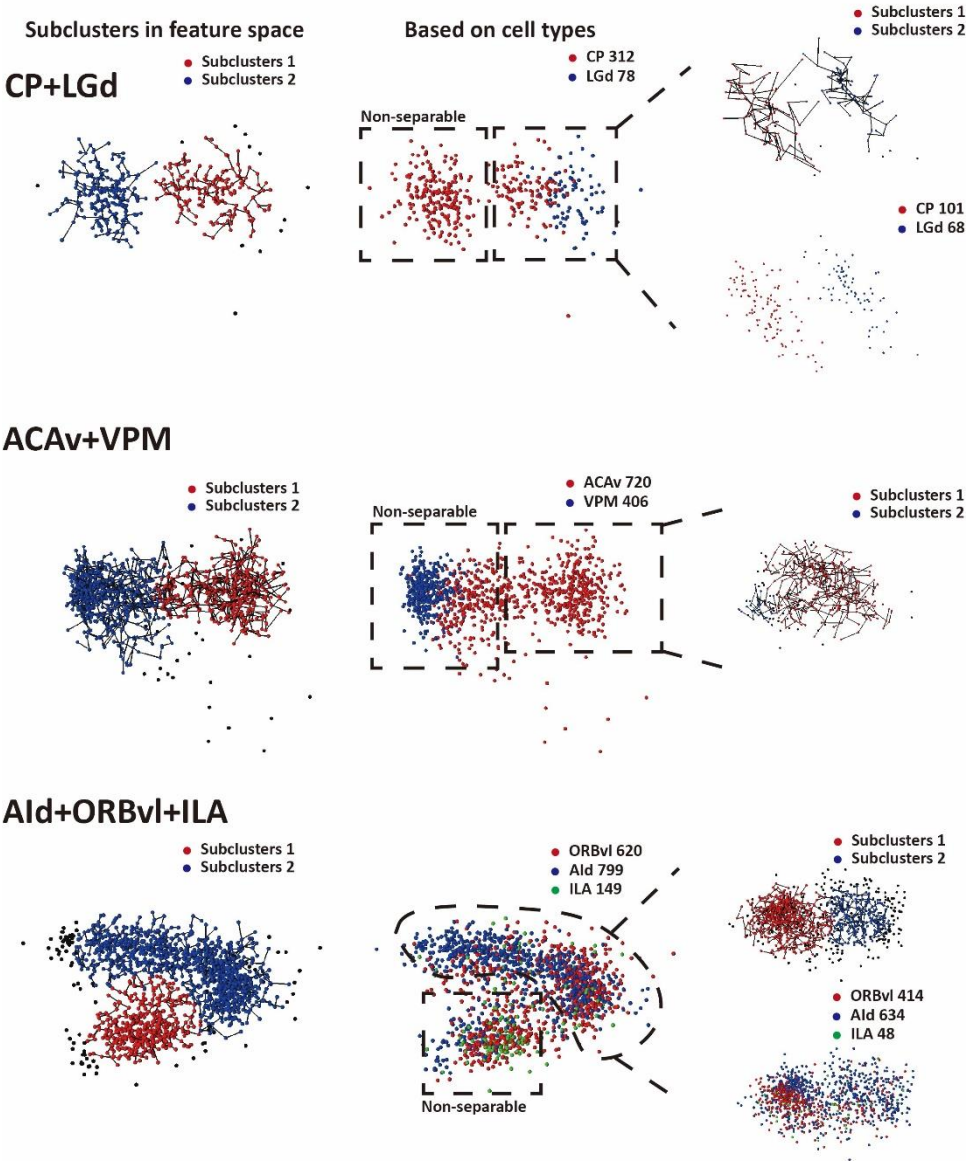 Subclusters in feature space
Based on cell types
Subclusters 1
Subclusters 2
CP+LGd
Subclusters 1
Subclusters 2
CP 312
LGd 78
Non-separable
CP 101
LGd 68
ACAv+VPM
Subclusters 1
Subclusters 2
ACAv 720
VPM 406
Non-separable
Subclusters 1
Subclusters 2
AId+ORBvl+ILA
Subclusters 1
Subclusters 2
ORBvl 620
AId 799
ILA 149
Non-separable
Subclusters 1
Subclusters 2
ORBvl 414
AId 634
ILA 48